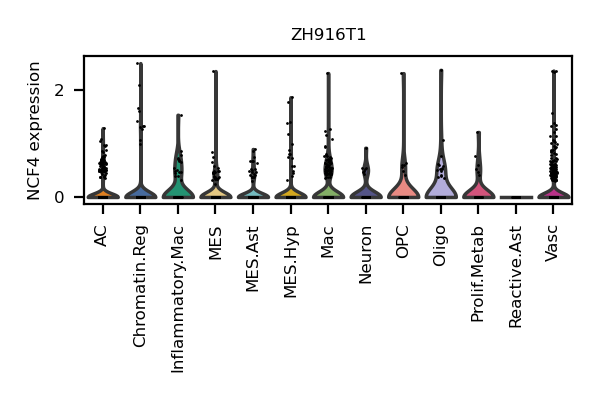 ZH916T1
NCF4 expression
2
0
AC
Chromatin.Reg
Inflammatory.Mac
MES
MES.Ast
MES.Hyp
Mac
Neuron
OPC
Oligo
Prolif.Metab
Reactive.Ast
Vasc